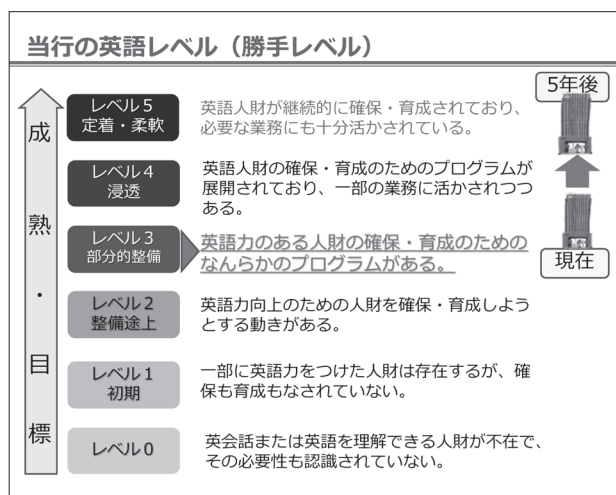 当行の英語レベル（勝手レベル）
5年後
現在
成熟・目標
レベル５
定着・柔軟
英語人財が継続的に確保・育成されており、
必要な業務にも十分活かされている。
レベル４
浸透
英語人財の確保・育成のためのプログラムが
展開されており、一部の業務に活かされつつ
ある。
レベル３
部分的整備
英語力のある人財の確保・育成のための
なんらかのプログラムがある。
レベル２
整備途上
英語力向上のための人財を確保・育成しよう
とする動きがある。
レベル１
初期
一部に英語力をつけた人財は存在するが、確
保も育成もなされていない。
レベル０
英会話または英語を理解できる人財が不在で、
その必要性も認識されていない。